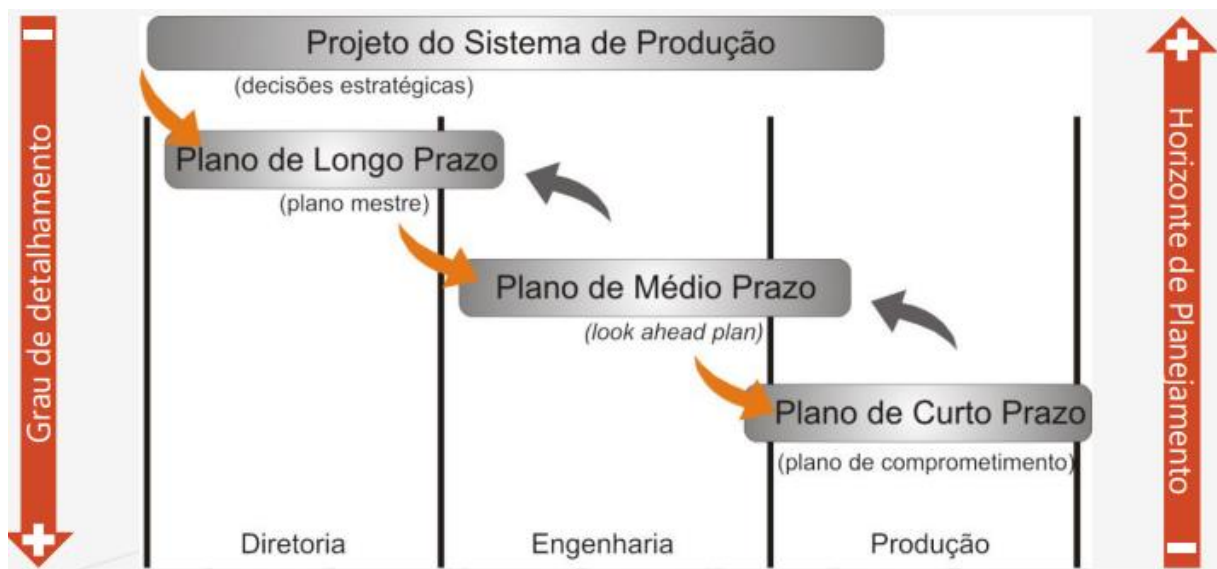 Projeto do Sistema de Produção
(decisões estratégicas)
Grau de detalhamento
Horizonte de Planejamento
Plano de Longo Prazo
(plano mestre)
Plano de Médio Prazo
(look ahead plan)
Plano de Curto Prazo
(plano de comprometimento)
Diretoria
Engenharia
Produção